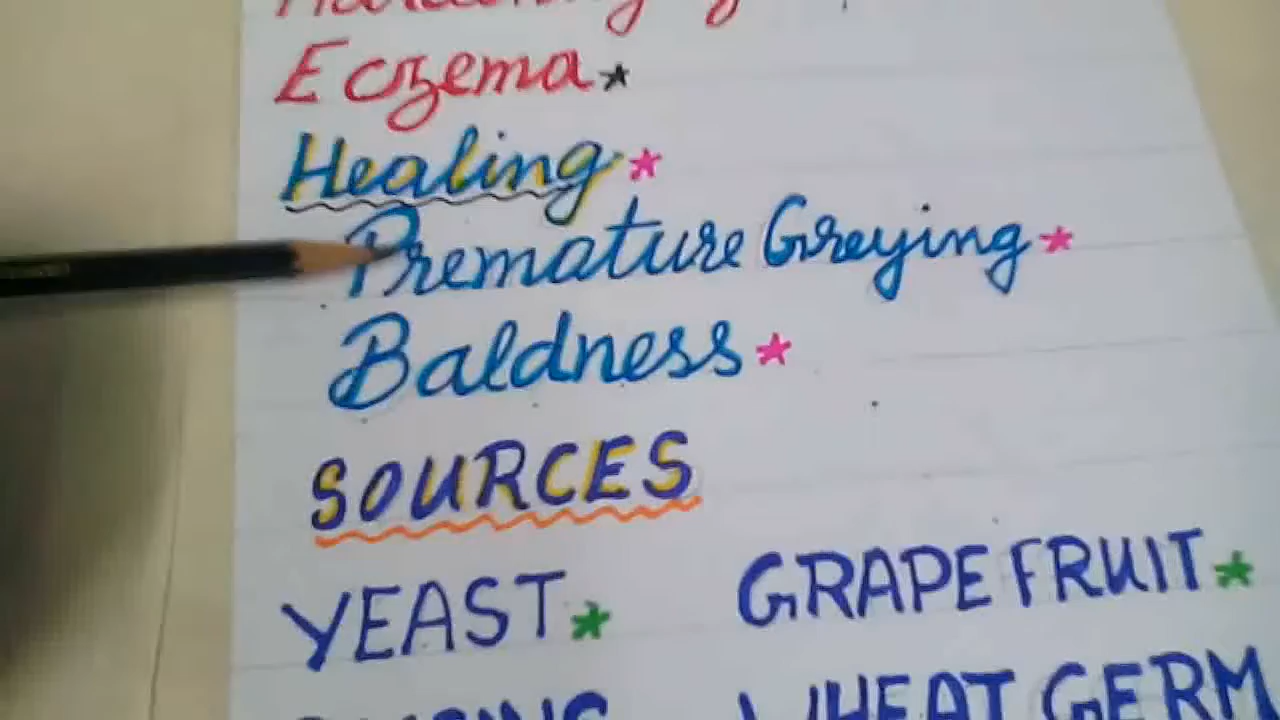 Eczema★
Healing★
Premature Greying★
Baldness★
SOURCES
YEAST★ GRAPE FRUIT★
WHEAT GERM